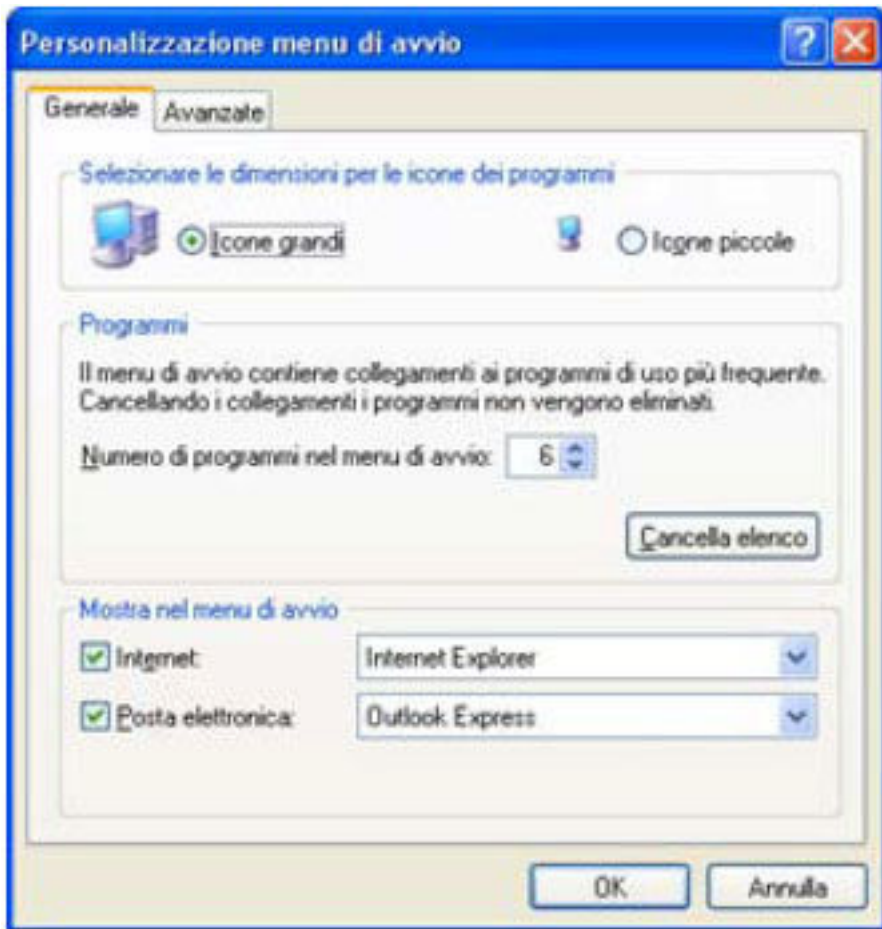 Personalizzazione menu di avvio
Generale
Avanzate
Selezionare le dimensioni per le icone dei programmi
Icone grandi
Icone piccole
Programmi
Il menu di avvio contiene collegamenti ai programmi di uso più frequente.
Cancellando i collegamenti i programmi non vengono eliminati.
Numero di programmi nel menu di avvio: 6
Cancella elenco
Mostra nel menu di avvio
Internet: Internet Explorer
Posta elettronica: Outlook Express
OK
Annulla